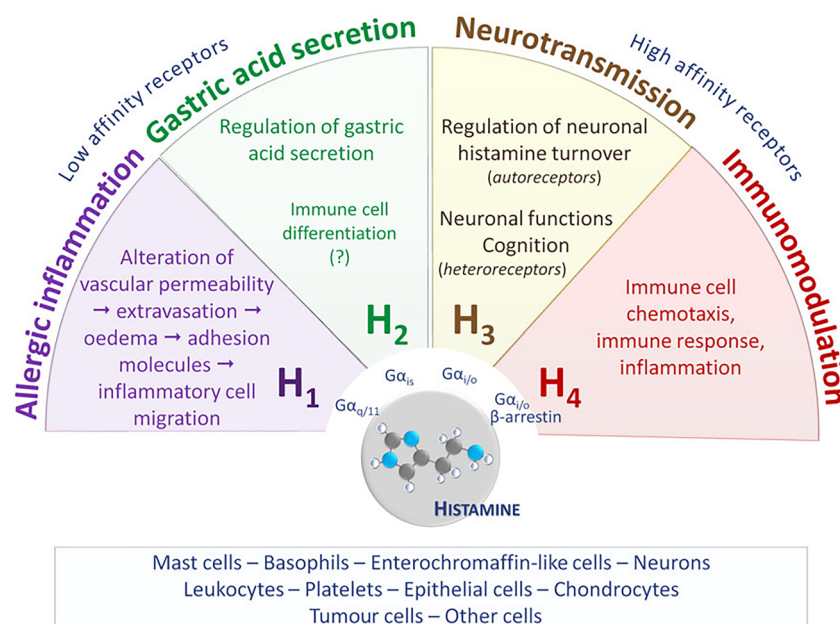 Low affinity receptors
High affinity receptors
Allergic inflammation
Gastric acid secretion
Neurotransmission
Immunomodulation
Alteration of
vascular permeability
→ extravasation →
oedema → adhesion
molecules →
inflammatory cell
migration
H1
Regulation of gastric
acid secretion
Immune cell
differentiation
(?)
H2
Regulation of neuronal
histamine turnover
(autoreceptors)
Neuronal functions
Cognition
(heteroreceptors)
H3
Immune cell
chemotaxis,
immune response,
inflammation
H4
Gαq/11
Gαis
Gαi/o
Gαi/o
β-arrestin
HISTAMINE
Mast cells – Basophils – Enterochromaffin-like cells – Neurons
Leukocytes – Platelets – Epithelial cells – Chondrocytes
Tumour cells – Other cells